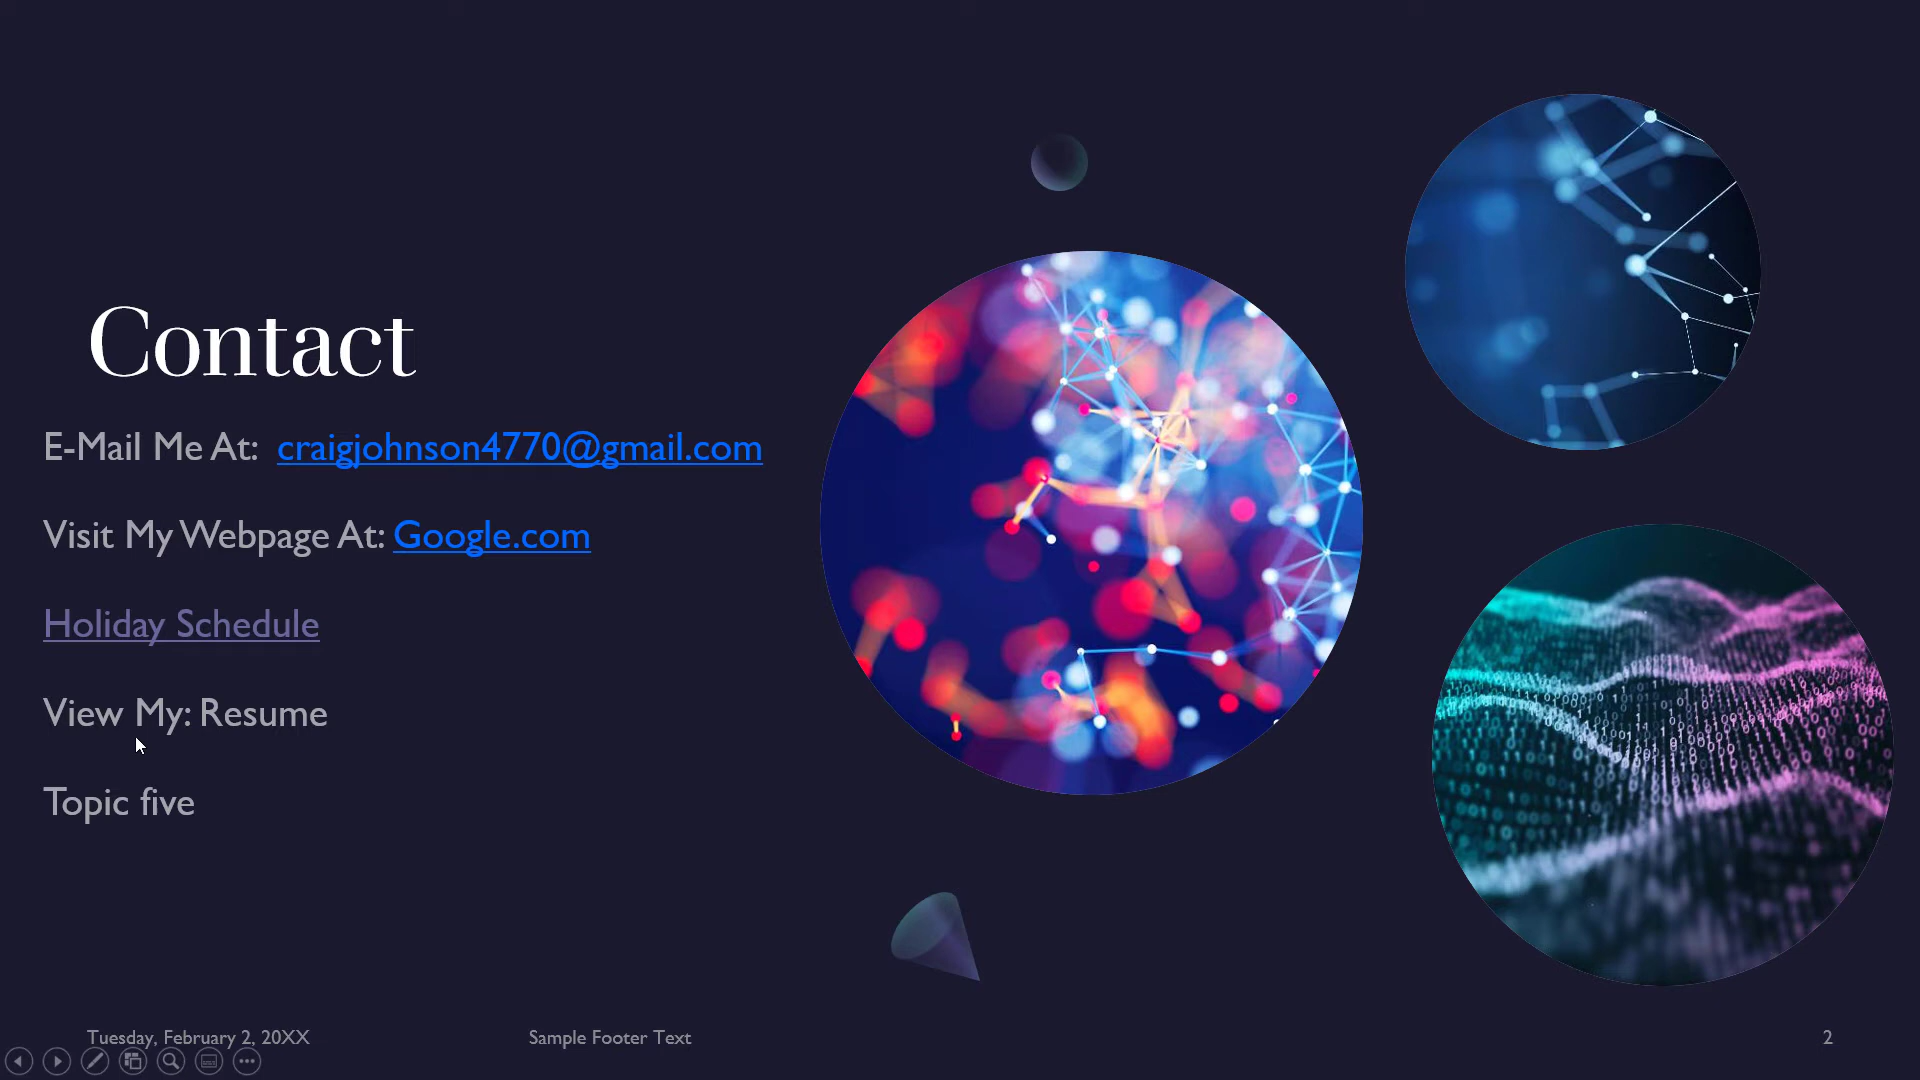 Contact
E-Mail Me At: craigjohnson4770@gmail.com
Visit My Webpage At: Google.com
Holiday Schedule
View My: Resume
Topic five
Tuesday, February 2, 20XX
Sample Footer Text
2